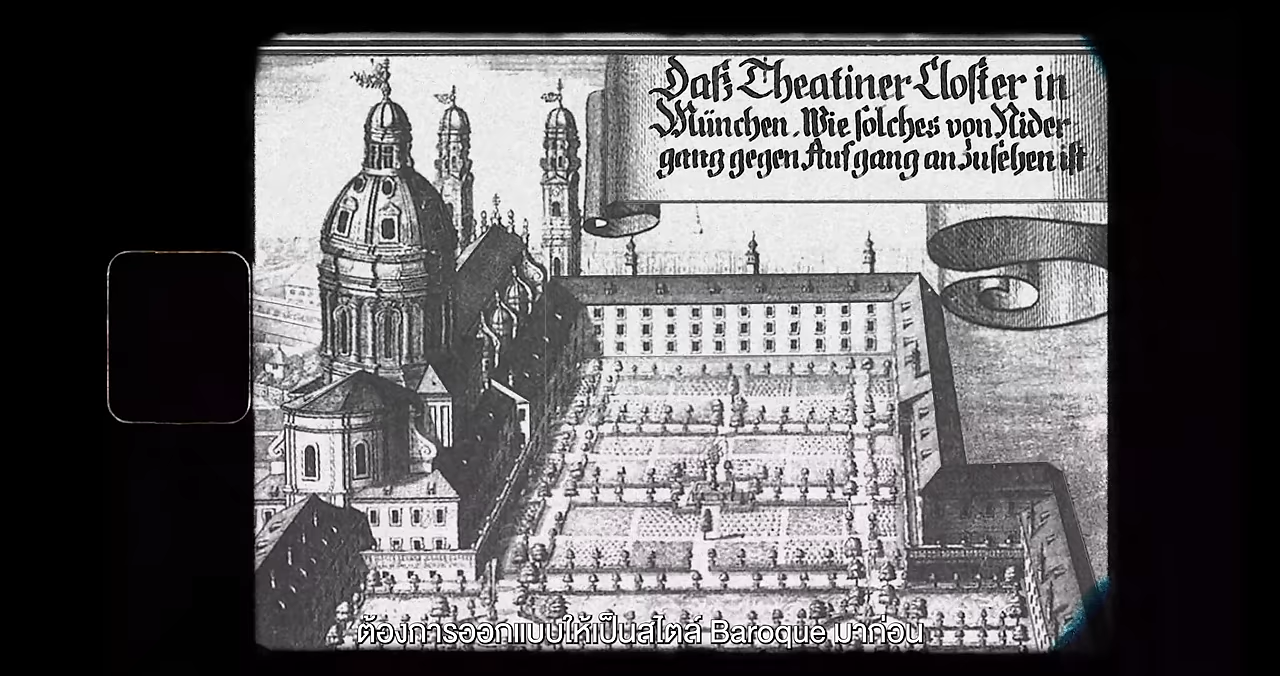 Daß Theatiner Closter in
München. Wie solches von Nider
gang gegen Aufgang an zusehen ist
ต้องการออกแบบให้เป็นสไตล์ Baroque มาก่อน